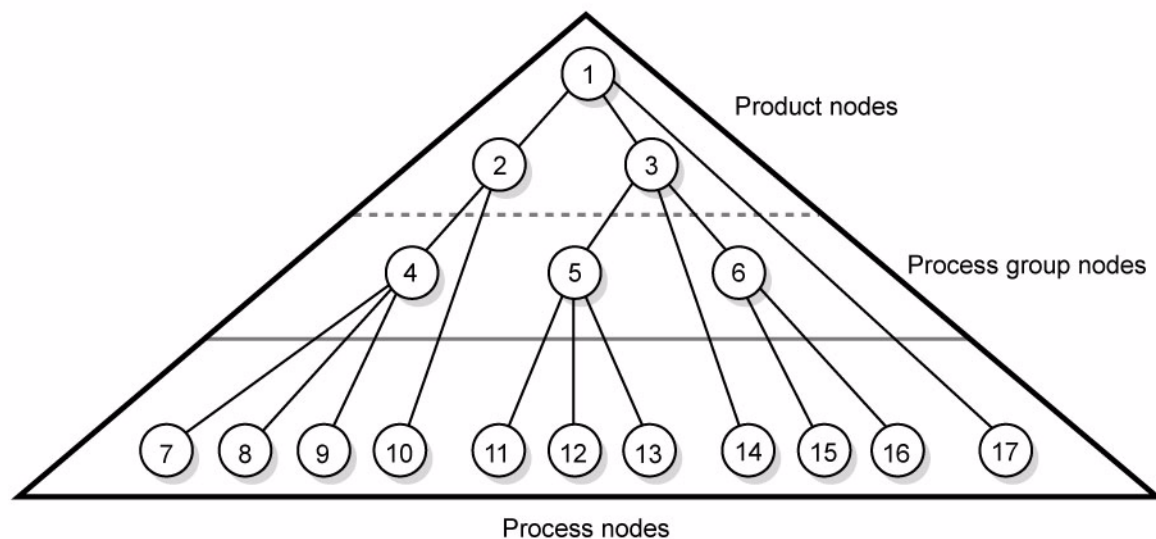 1
Product nodes
2 3
Process group nodes
4 5 6
7 8 9 10 11 12 13 14 15 16 17
Process nodes